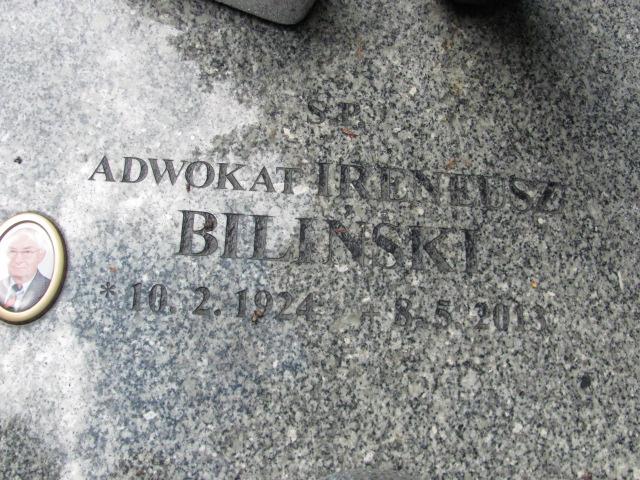 Ś.P.
ADWOKAT IRENEUSZ
BILIŃSKI
* 10. 2. 1924 + 8. 5. 2013